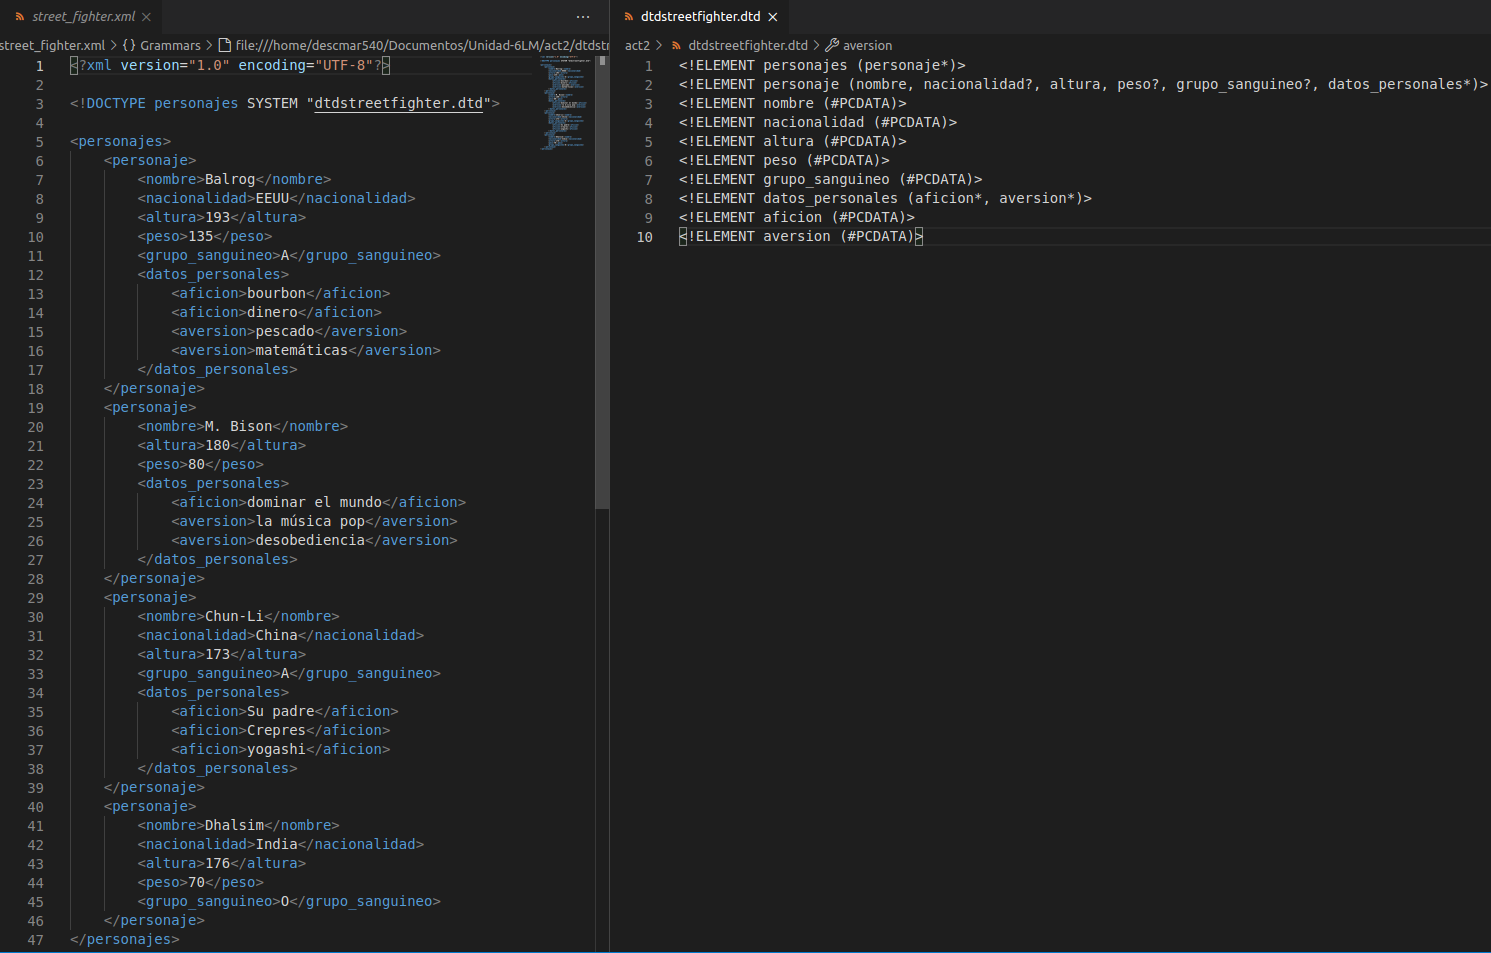 street_fighter.xml
street_fighter.xml > {} Grammars > file:///home/descmar540/Documentos/Unidad-6LM/act2/dtdstr
1 <?xml version="1.0" encoding="UTF-8"?>
2
3 <!DOCTYPE personajes SYSTEM "dtdstreetfighter.dtd">
4
5 <personajes>
6 <personaje>
7 <nombre>Balrog</nombre>
8 <nacionalidad>EEUU</nacionalidad>
9 <altura>193</altura>
10 <peso>135</peso>
11 <grupo_sanguineo>A</grupo_sanguineo>
12 <datos_personales>
13 <aficion>bourbon</aficion>
14 <aficion>dinero</aficion>
15 <aversion>pescado</aversion>
16 <aversion>matemáticas</aversion>
17 </datos_personales>
18 </personaje>
19 <personaje>
20 <nombre>M. Bison</nombre>
21 <altura>180</altura>
22 <peso>80</peso>
23 <datos_personales>
24 <aficion>dominar el mundo</aficion>
25 <aversion>la música pop</aversion>
26 <aversion>desobediencia</aversion>
27 </datos_personales>
28 </personaje>
29 <personaje>
30 <nombre>Chun-Li</nombre>
31 <nacionalidad>China</nacionalidad>
32 <altura>173</altura>
33 <grupo_sanguineo>A</grupo_sanguineo>
34 <datos_personales>
35 <aficion>Su padre</aficion>
36 <aficion>Crepres</aficion>
37 <aficion>yogashi</aficion>
38 </datos_personales>
39 </personaje>
40 <personaje>
41 <nombre>Dhalsim</nombre>
42 <nacionalidad>India</nacionalidad>
43 <altura>176</altura>
44 <peso>70</peso>
45 <grupo_sanguineo>O</grupo_sanguineo>
46 </personaje>
47 </personajes>
dtdstreetfighter.dtd
act2 > dtdstreetfighter.dtd > aversion
1 <!ELEMENT personajes (personaje*)>
2 <!ELEMENT personaje (nombre, nacionalidad?, altura, peso?, grupo_sanguineo?, datos_personales*)>
3 <!ELEMENT nombre (#PCDATA)>
4 <!ELEMENT nacionalidad (#PCDATA)>
5 <!ELEMENT altura (#PCDATA)>
6 <!ELEMENT peso (#PCDATA)>
7 <!ELEMENT grupo_sanguineo (#PCDATA)>
8 <!ELEMENT datos_personales (aficion*, aversion*)>
9 <!ELEMENT aficion (#PCDATA)>
10 <!ELEMENT aversion (#PCDATA)>